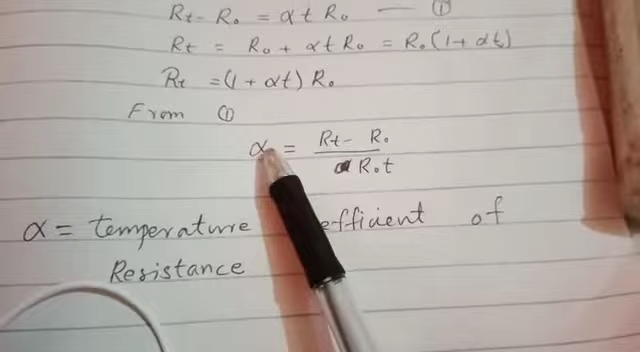 Rt - R₀ = αt R₀ — ①
Rt = R₀ + αt R₀ = R₀(1 + αt)
Rt = (1 + αt) R₀
From ①
α = Rt - R₀ / R₀t
α = temperature efficient of
Resistance